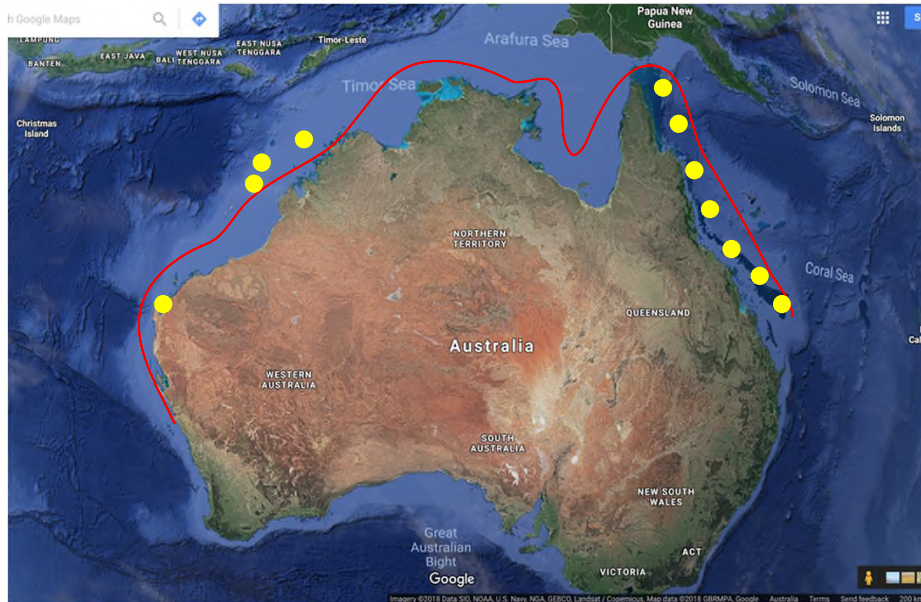 h Google Maps
Papua New
Guinea
S
LAMPUNG
BANTEN
EAST JAVA
BALI
WEST NUSA
TENGGARA
EAST NUSA
TENGGARA
Timor-Leste
Arafura Sea
Timor Sea
Solomon Sea
Christmas
Island
Solomon
Islands
NORTHERN
TERRITORY
Coral Sea
QUEENSLAND
Cal
Australia
WESTERN
AUSTRALIA
SOUTH
AUSTRALIA
NEW SOUTH
WALES
Great
Australian
Bight
ACT
VICTORIA
Google
Imagery ©2018 Data SIO, NOAA, U.S. Navy, NGA, GEBCO, Landsat / Copernicus, Map data ©2018 GBRMPA, Google Australia Terms Send feedback 200 k